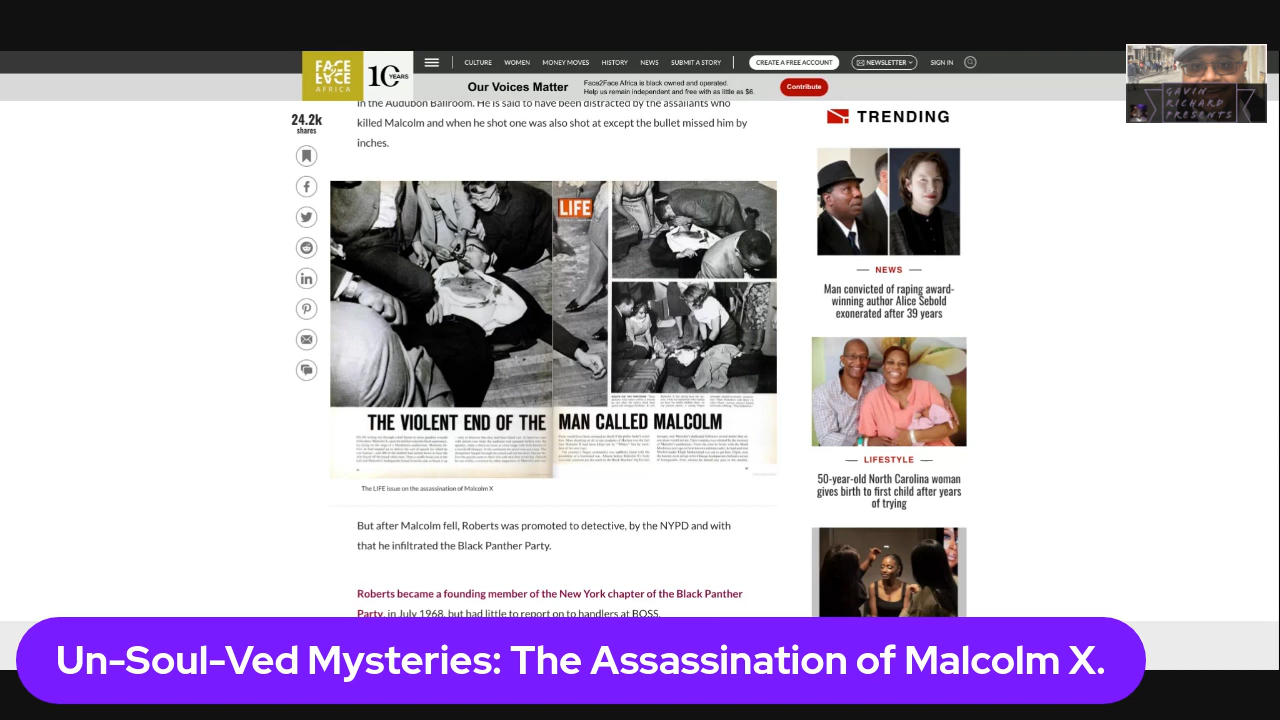 FACE
2
FACE
AFRICA
10 YEARS
CULTURE WOMEN MONEY MOVES HISTORY NEWS SUBMIT A STORY
CREATE A FREE ACCOUNT
NEWSLETTER
SIGN IN
Our Voices Matter
Face2Face Africa is black owned and operated.
Help us remain independent and free with as little as $6.
Contribute
GAVIN
RICHARD
PRESENTS
24.2k
shares
in the Audubon Ballroom. He is said to have been distracted by the assailants who
killed Malcolm and when he shot one was also shot at except the bullet missed him by
inches.
LIFE
THE VIOLENT END OF THE MAN CALLED MALCOLM
The LIFE issue on the assassination of Malcolm X
But after Malcolm fell, Roberts was promoted to detective, by the NYPD and with
that he infiltrated the Black Panther Party.
Roberts became a founding member of the New York chapter of the Black Panther
Party, in July 1968, but had little to report on to handlers at BOSS.
TRENDING
NEWS
Man convicted of raping award-
winning author Alice Sebold
exonerated after 39 years
LIFESTYLE
50-year-old North Carolina woman
gives birth to first child after years
of trying
Un-Soul-Ved Mysteries: The Assassination of Malcolm X.